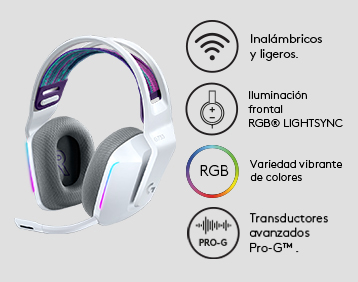 Inalámbricos
y ligeros.
Iluminación
frontal
RGB® LIGHTSYNC
RGB
Variedad vibrante
de colores
PRO-G
Transductores
avanzados
Pro-G™ .